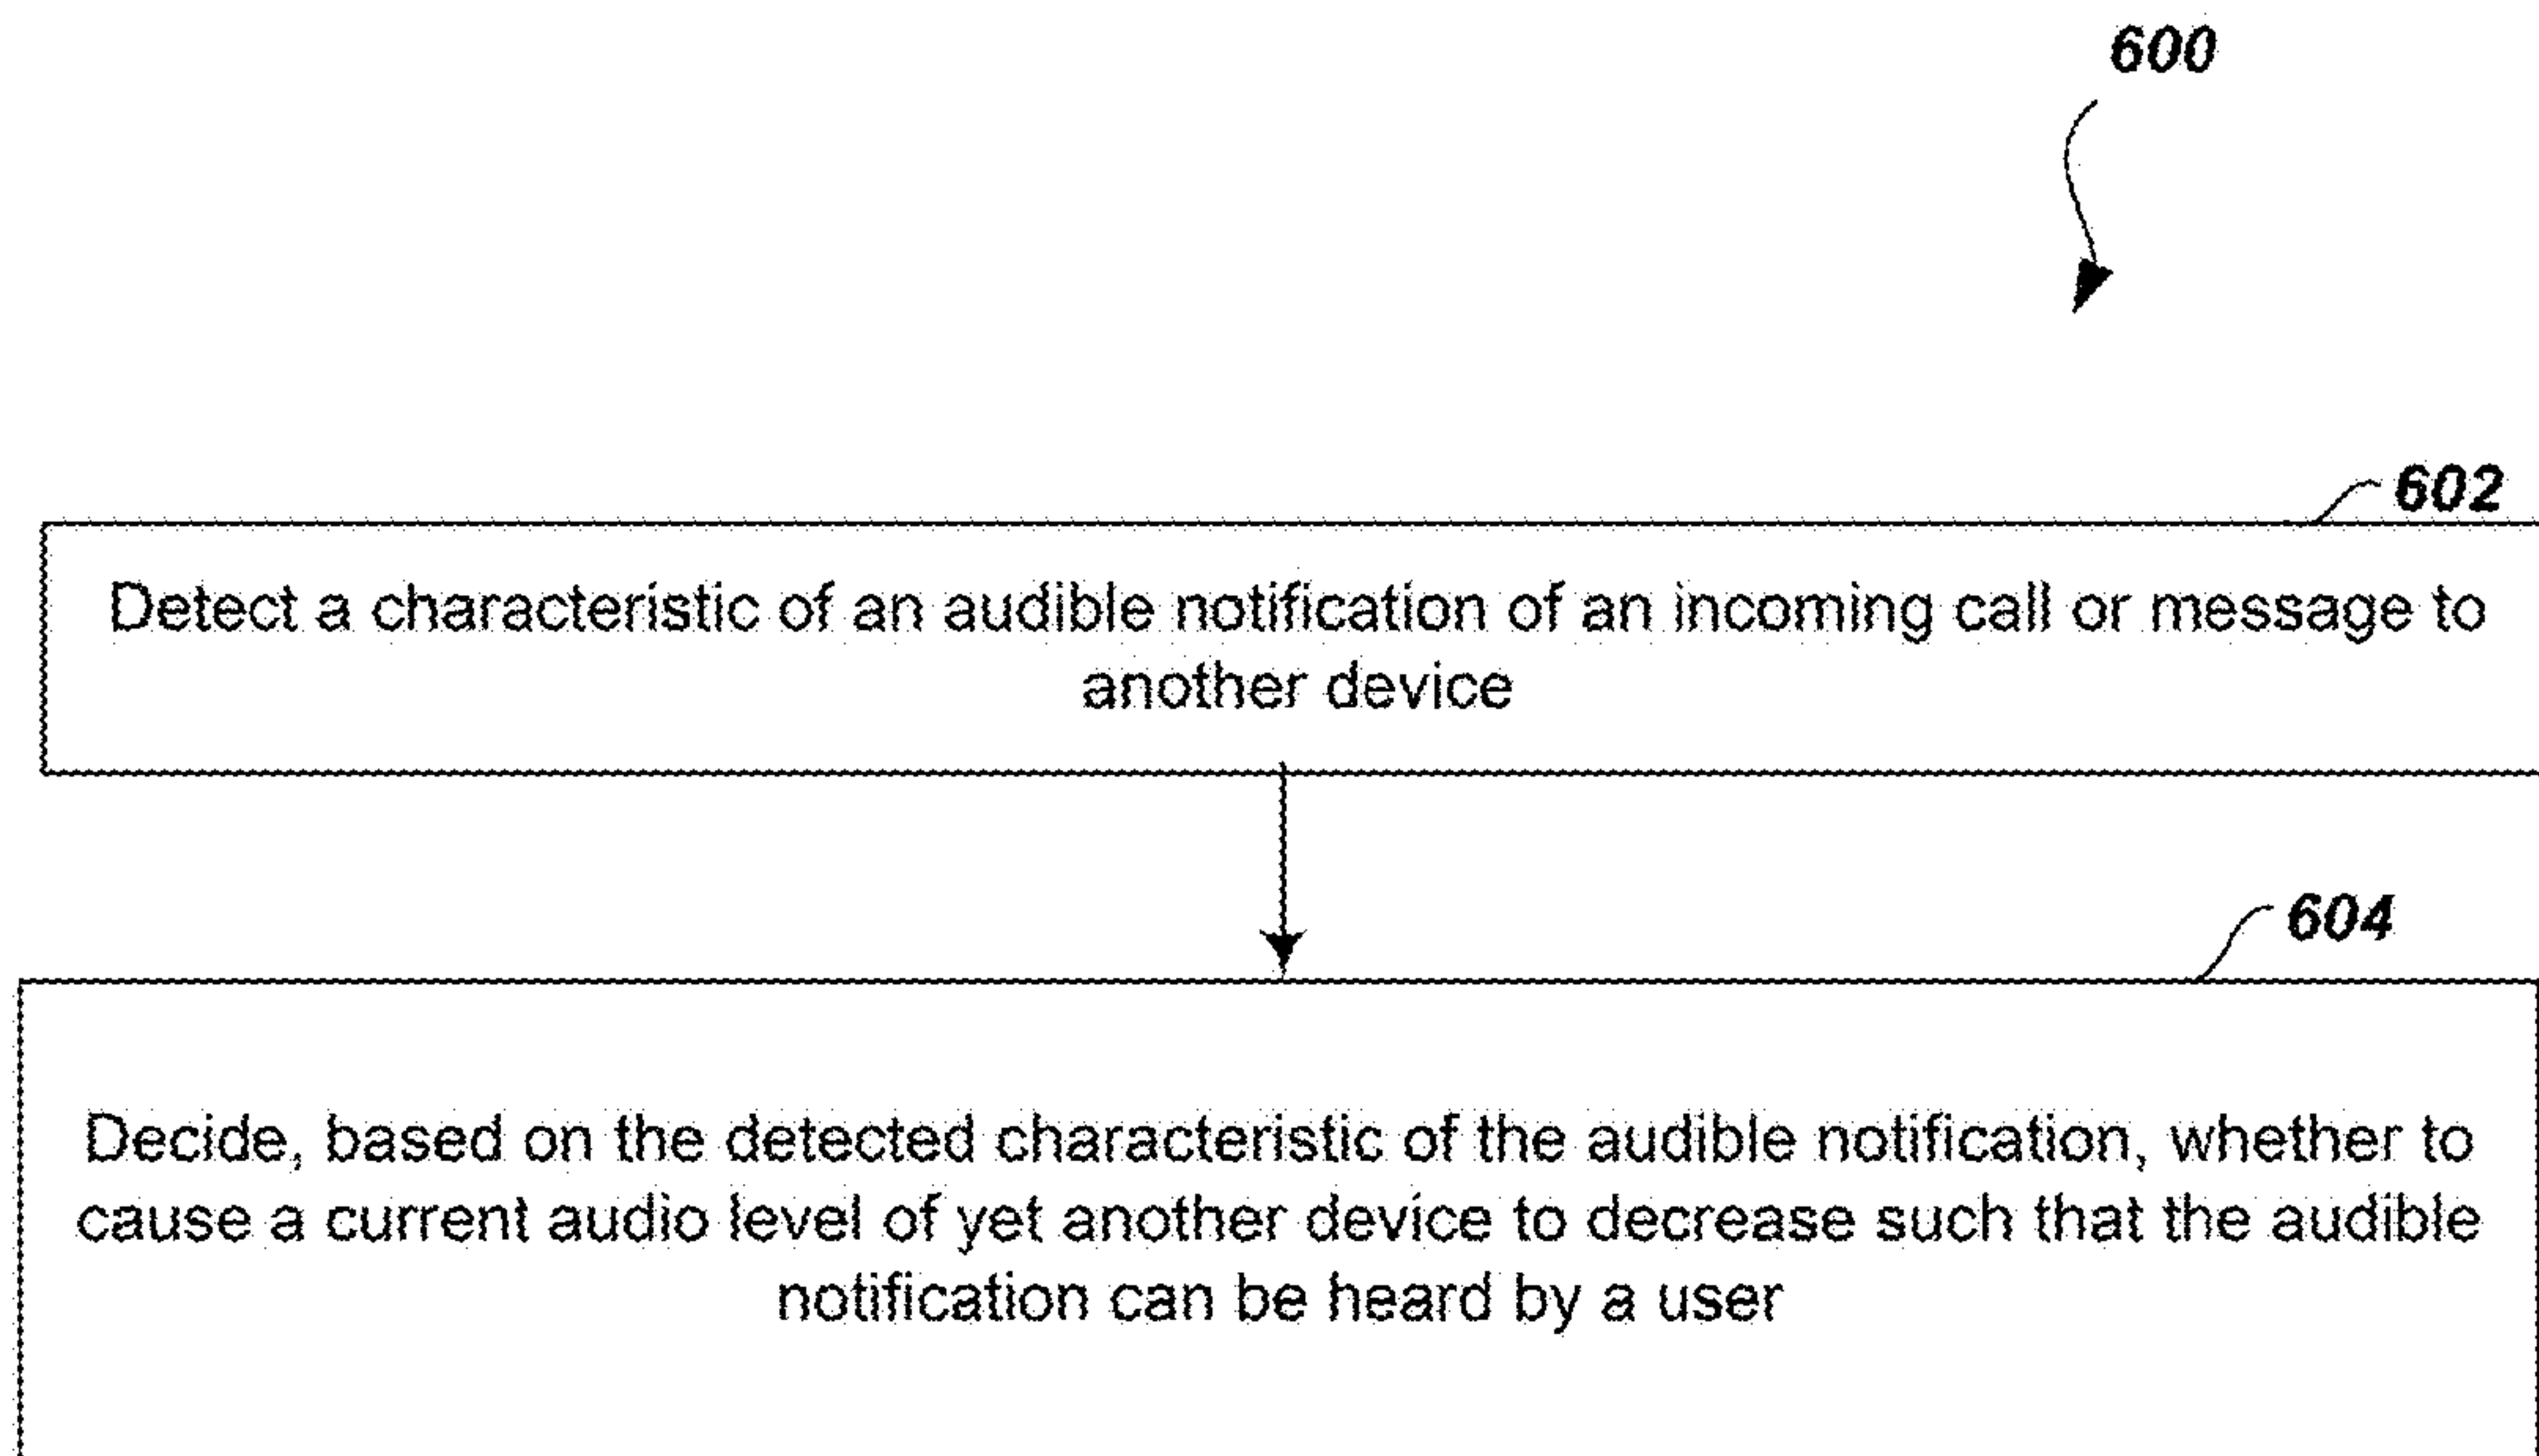 600
602
Detect a characteristic of an audible notification of an incoming call or message to
another device
604
Decide, based on the detected characteristic of the audible notification, whether to
cause a current audio level of yet another device to decrease such that the audible
notification can be heard by a user